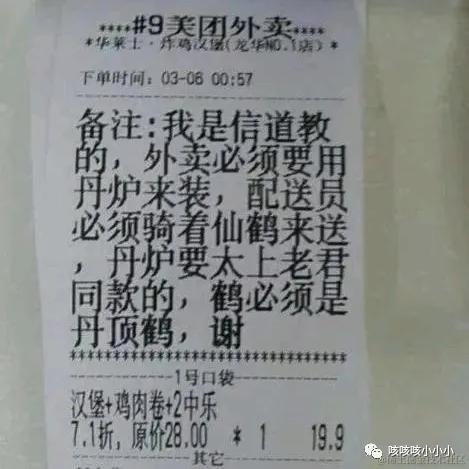 ****#9美团外卖****
*华莱士·炸鸡汉堡(龙华NO.1店)*
下单时间: 03-06 00:57
备注:我是信道教
的，外卖必须要用
丹炉来装，配送员
必须骑着仙鹤来送
，丹炉要太上老君
同款的，鹤必须是
丹顶鹤，谢
1号口袋
汉堡+鸡肉卷+2中乐
7.1折, 原价28.00 * 1 19.9
其它
咳咳咳小小小